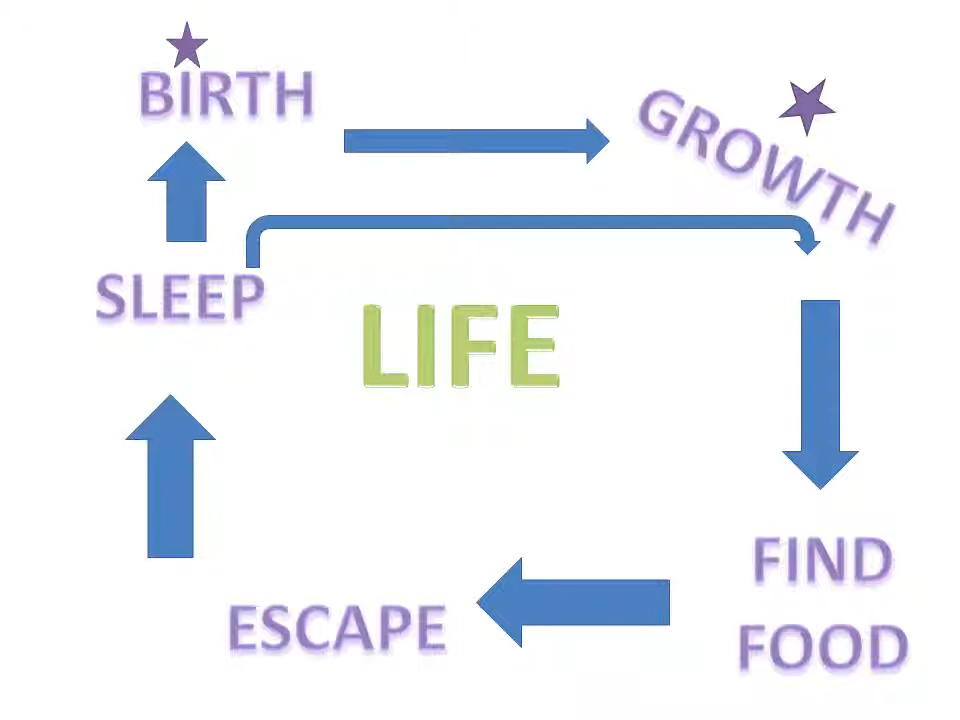 BIRTH
GROWTH
SLEEP
LIFE
FIND
FOOD
ESCAPE